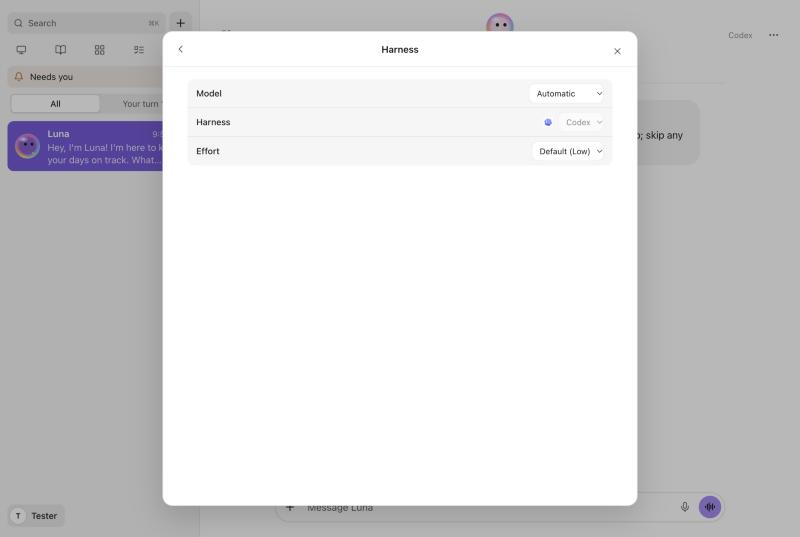 Search
⌘K
Needs you
All
Your turn
Luna
Hey, I'm Luna! I'm here to
your days on track. What...
Tester
T
Codex
skip any
Message Luna
Harness
Model
Automatic
Harness
Codex
Effort
Default (Low)